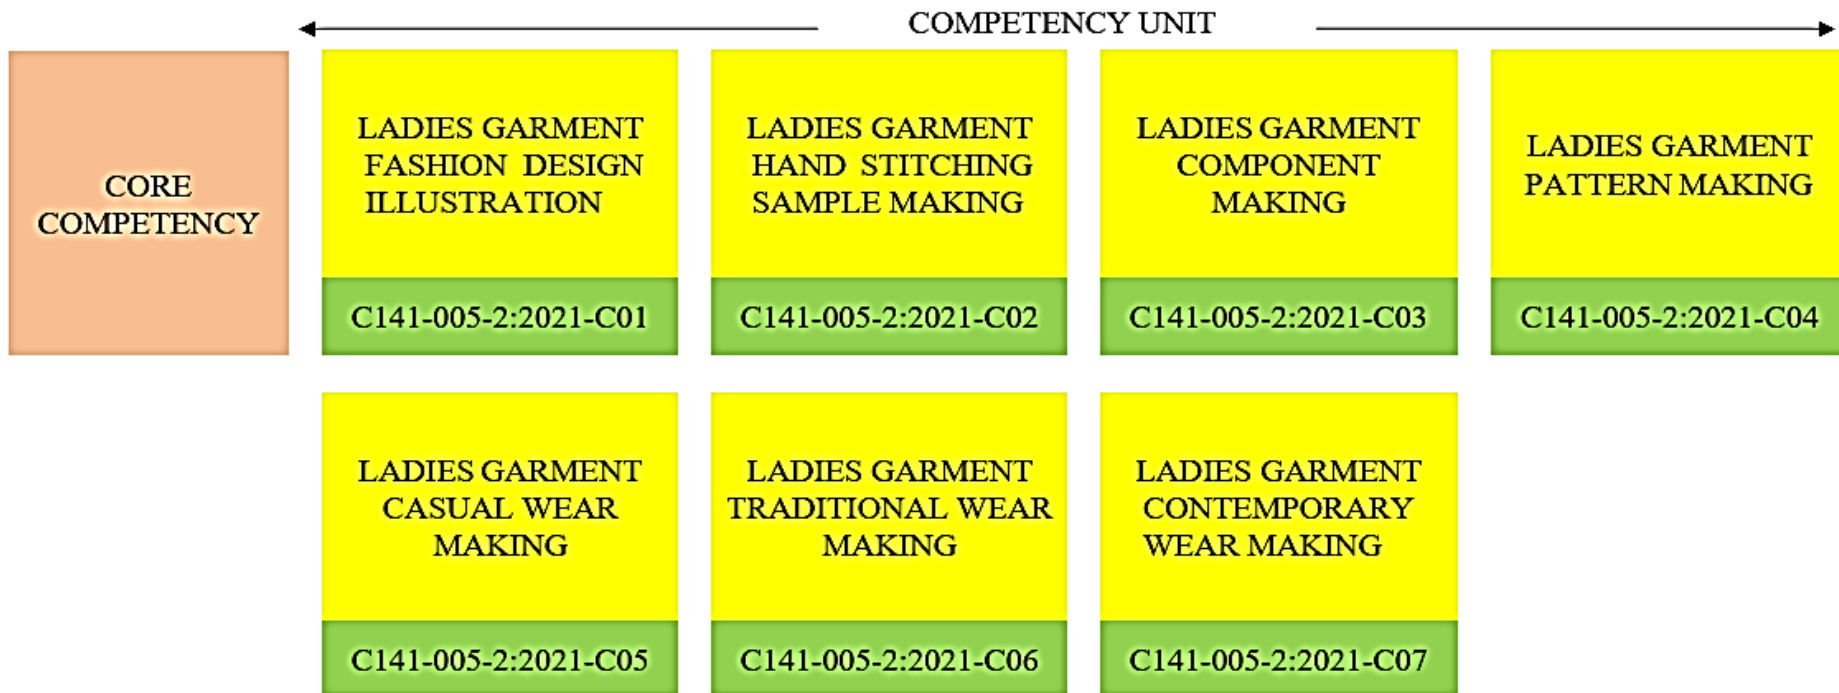 COMPETENCY UNIT
CORE
COMPETENCY
LADIES GARMENT
FASHION DESIGN
ILLUSTRATION
C141-005-2:2021-C01
LADIES GARMENT
HAND STITCHING
SAMPLE MAKING
C141-005-2:2021-C02
LADIES GARMENT
COMPONENT
MAKING
C141-005-2:2021-C03
LADIES GARMENT
PATTERN MAKING
C141-005-2:2021-C04
LADIES GARMENT
CASUAL WEAR
MAKING
C141-005-2:2021-C05
LADIES GARMENT
TRADITIONAL WEAR
MAKING
C141-005-2:2021-C06
LADIES GARMENT
CONTEMPORARY
WEAR MAKING
C141-005-2:2021-C07